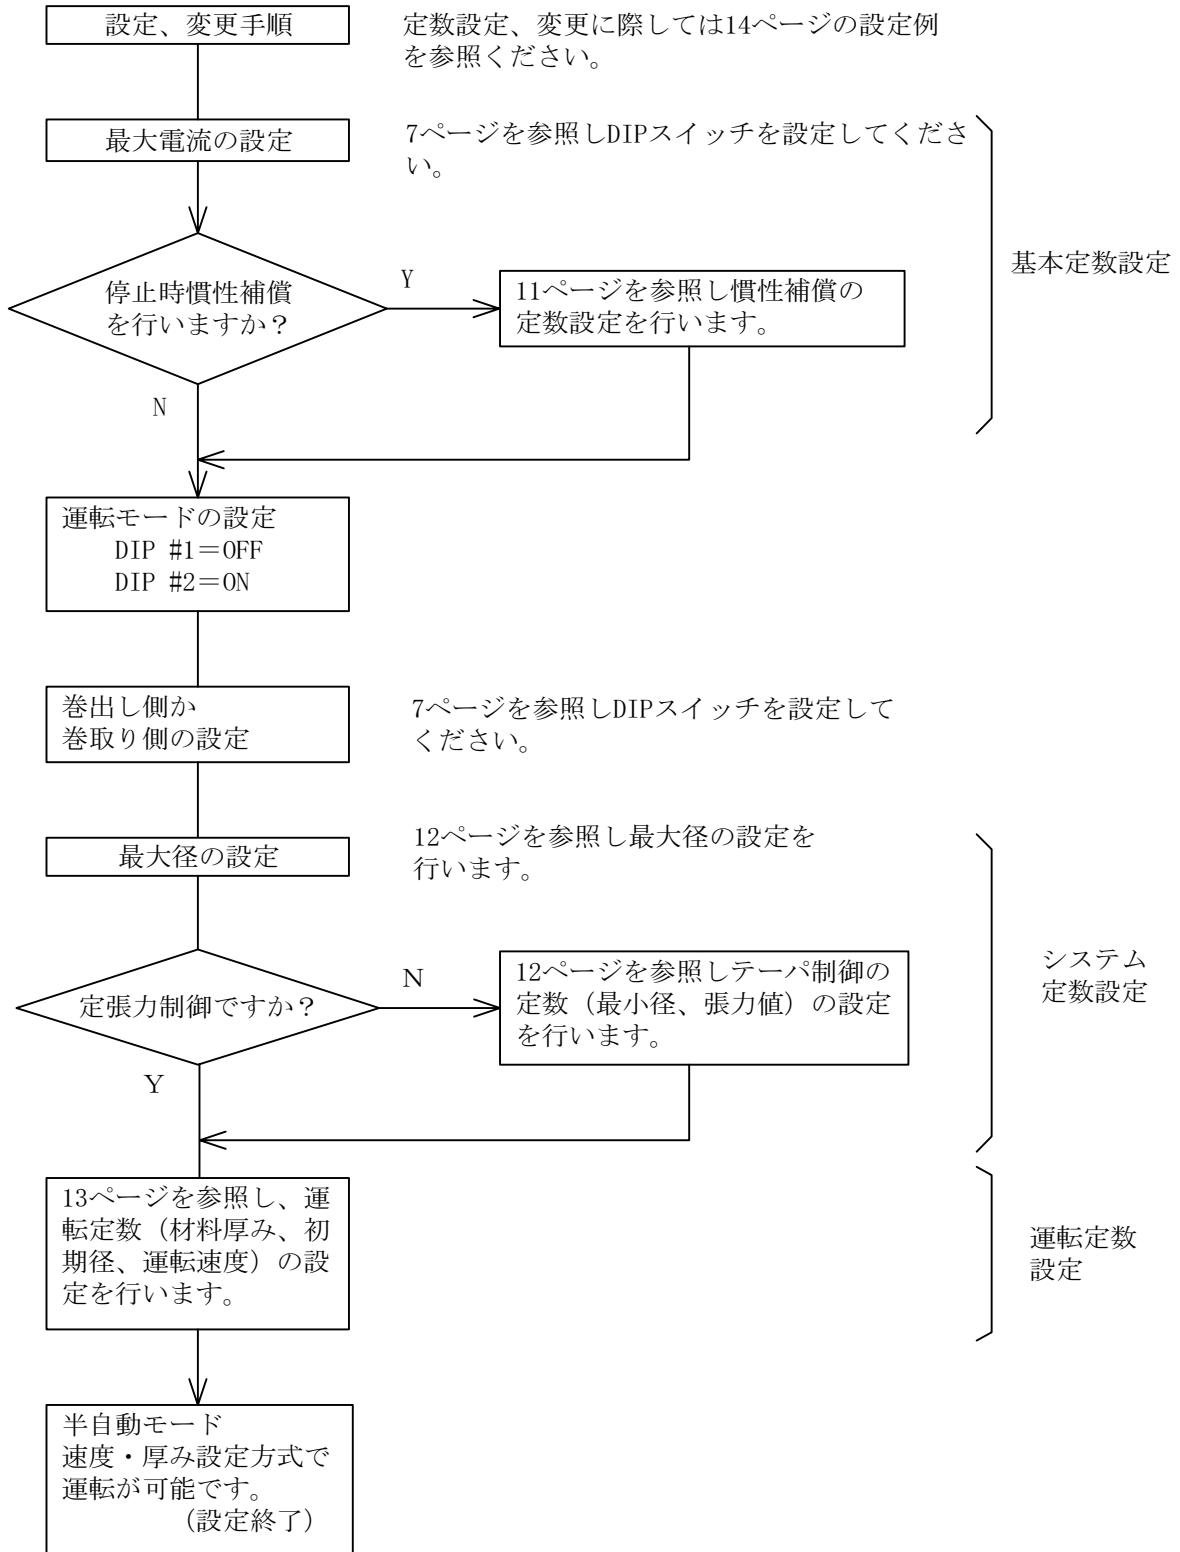 設定、変更手順
定数設定、変更に際しては14ページの設定例
を参照ください。
最大電流の設定
7ページを参照しDIPスイッチを設定してくださ
い。
基本定数設定
停止時慣性補償
を行いますか？
Y
11ページを参照し慣性補償の
定数設定を行います。
N
運転モードの設定
DIP #1＝OFF
DIP #2＝ON
巻出し側か
巻取り側の設定
7ページを参照しDIPスイッチを設定して
ください。
最大径の設定
12ページを参照し最大径の設定を
行います。
システム
定数設定
定張力制御ですか？
N
12ページを参照しテーパ制御の
定数（最小径、張力値）の設定
を行います。
Y
13ページを参照し、運
転定数（材料厚み、初
期径、運転速度）の設
定を行います。
運転定数
設定
半自動モード
速度・厚み設定方式で
運転が可能です。
（設定終了）